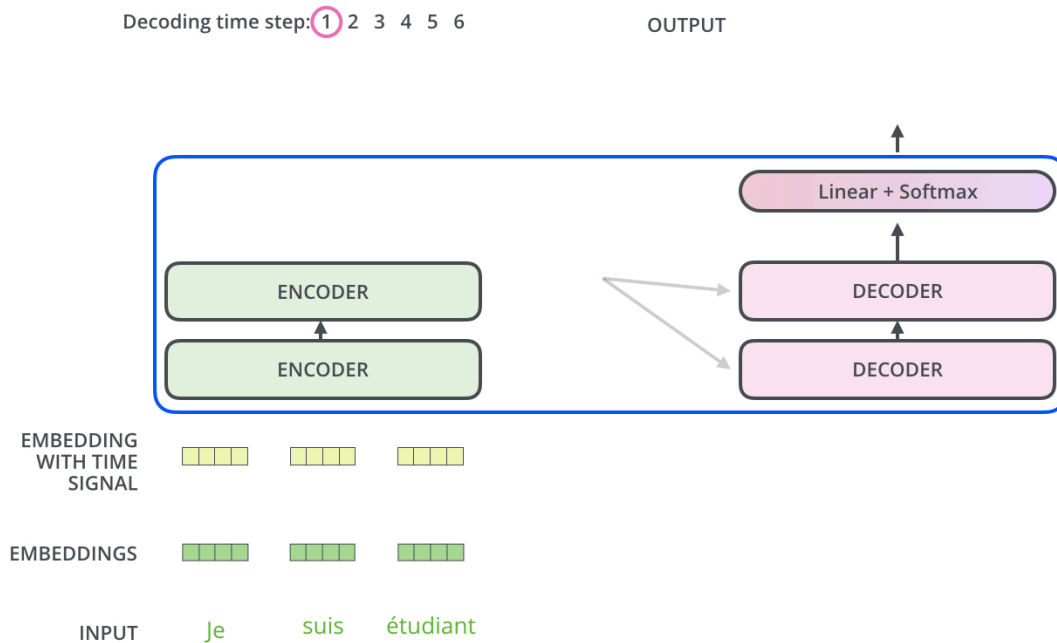 Decoding time step: 1 2 3 4 5 6
OUTPUT
Linear + Softmax
ENCODER
DECODER
ENCODER
DECODER
EMBEDDING
WITH TIME
SIGNAL
EMBEDDINGS
INPUT
Je suis étudiant